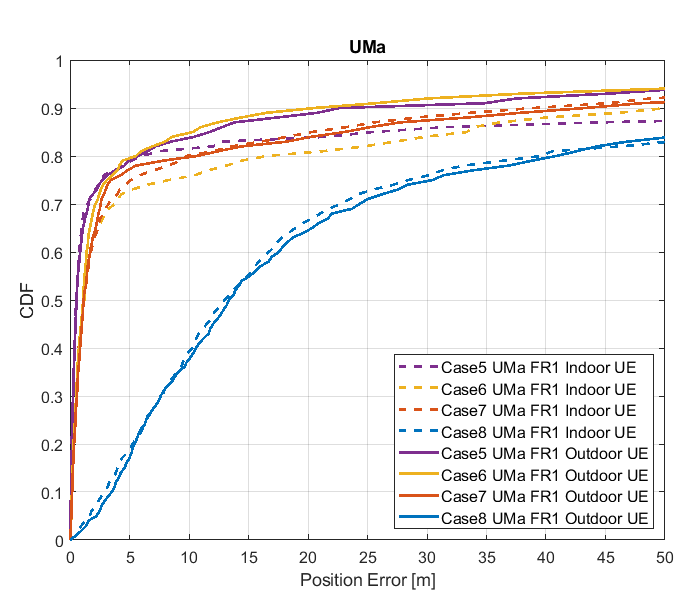 UMa
1
0.9
0.8
0.7
0.6
0.5
0.4
0.3
0.2
0.1
0
CDF
Case5 UMa FR1 Indoor UE
Case6 UMa FR1 Indoor UE
Case7 UMa FR1 Indoor UE
Case8 UMa FR1 Indoor UE
Case5 UMa FR1 Outdoor UE
Case6 UMa FR1 Outdoor UE
Case7 UMa FR1 Outdoor UE
Case8 UMa FR1 Outdoor UE
0 5 10 15 20 25 30 35 40 45 50
Position Error [m]